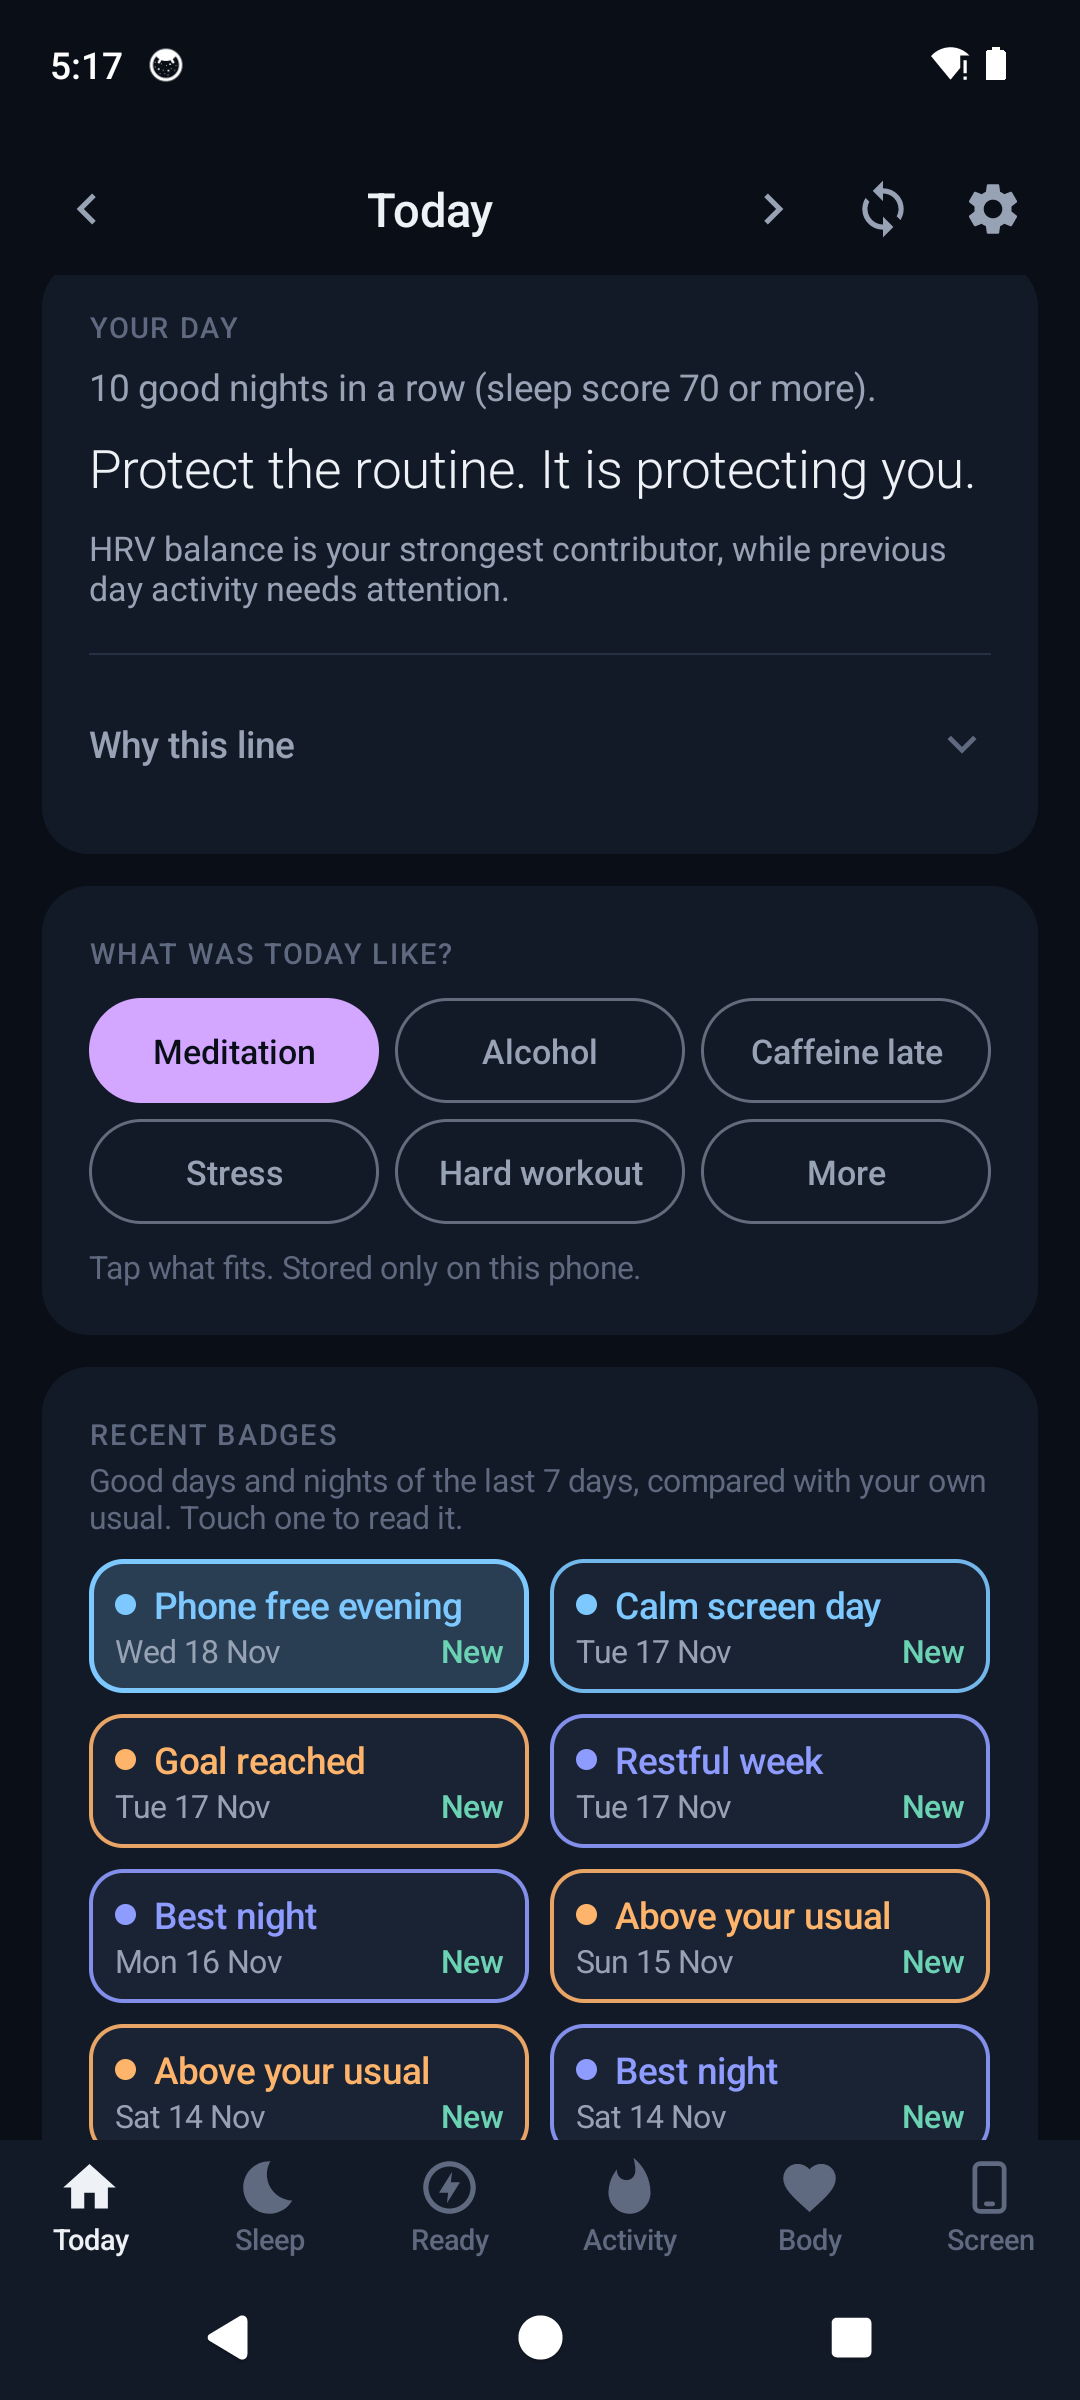 5:17
Today
YOUR DAY
10 good nights in a row (sleep score 70 or more).
Protect the routine. It is protecting you.
HRV balance is your strongest contributor, while previous
day activity needs attention.
Why this line
WHAT WAS TODAY LIKE?
Meditation
Alcohol
Caffeine late
Stress
Hard workout
More
Tap what fits. Stored only on this phone.
RECENT BADGES
Good days and nights of the last 7 days, compared with your own
usual. Touch one to read it.
Phone free evening
Wed 18 Nov New
Calm screen day
Tue 17 Nov New
Goal reached
Tue 17 Nov New
Restful week
Tue 17 Nov New
Best night
Mon 16 Nov New
Above your usual
Sun 15 Nov New
Above your usual
Sat 14 Nov New
Best night
Sat 14 Nov New
Today
Sleep
Ready
Activity
Body
Screen